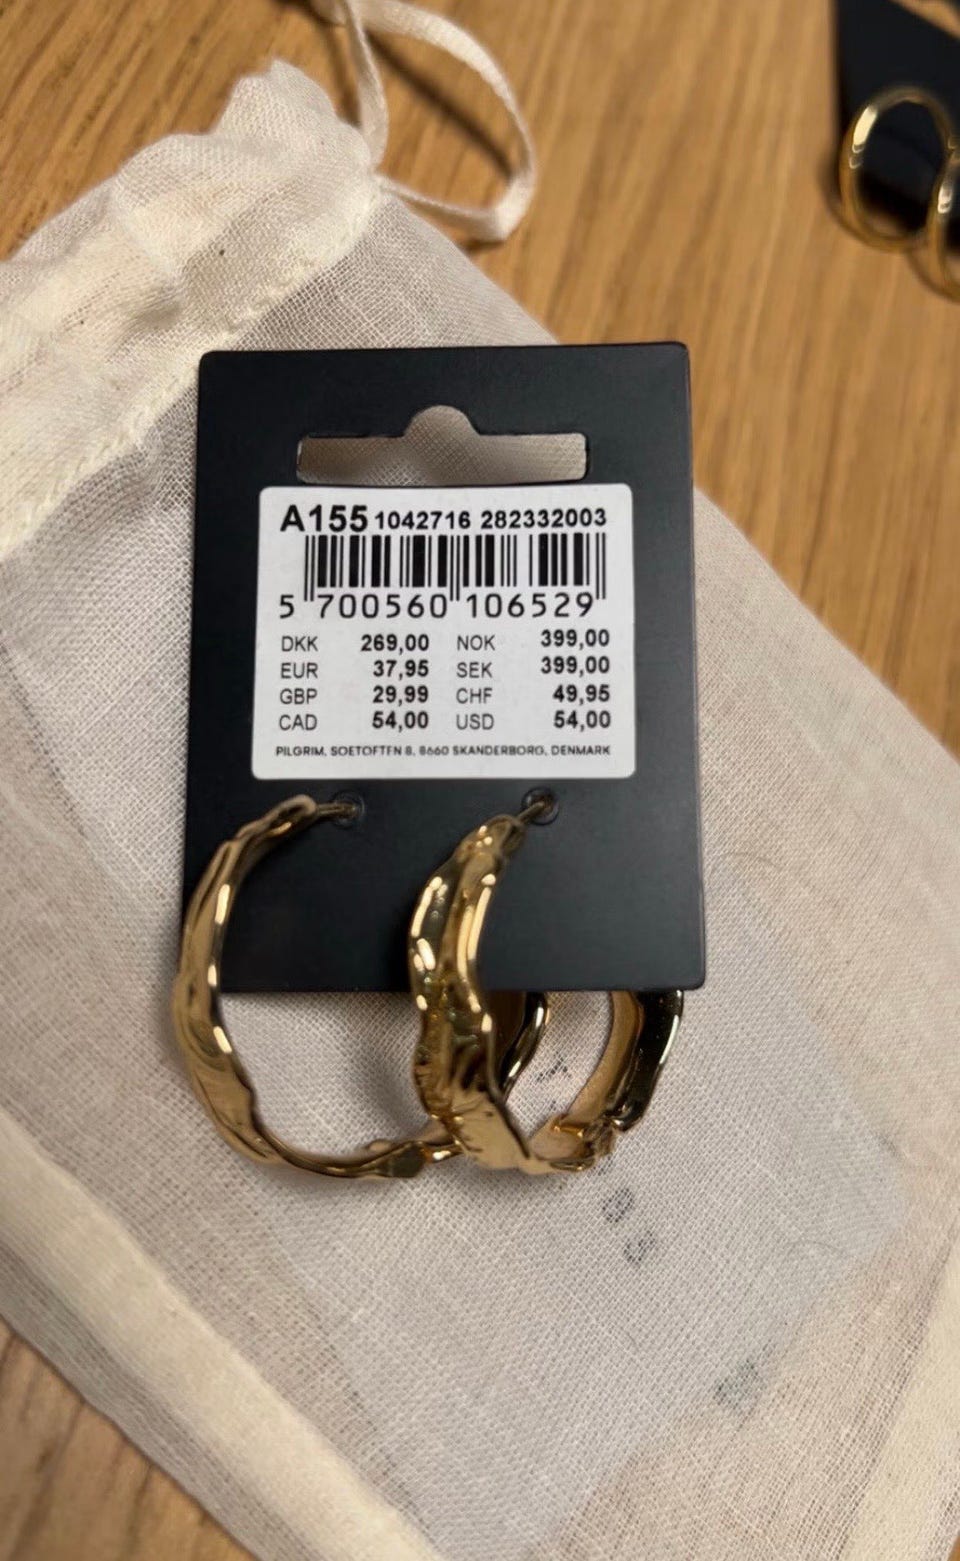 A155 1042716 282332003
5 700560 106529
DKK 269,00 NOK 399,00
EUR 37,95 SEK 399,00
GBP 29,99 CHF 49,95
CAD 54,00 USD 54,00
PILGRIM, SOETOFTEN 8, 8660 SKANDERBORG, DENMARK